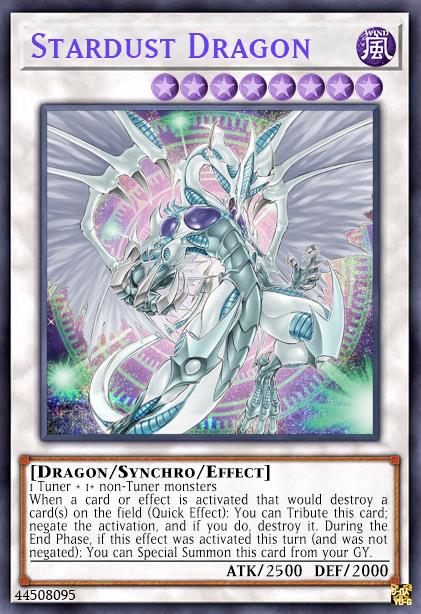 Stardust Dragon
WIND
風
[Dragon/Synchro/Effect]
1 Tuner + 1+ non-Tuner monsters
When a card or effect is activated that would destroy a
card(s) on the field (Quick Effect): You can Tribute this card;
negate the activation, and if you do, destroy it. During the
End Phase, if this effect was activated this turn (and was not
negated): You can Special Summon this card from your GY.
ATK/2500 DEF/2000
44508095